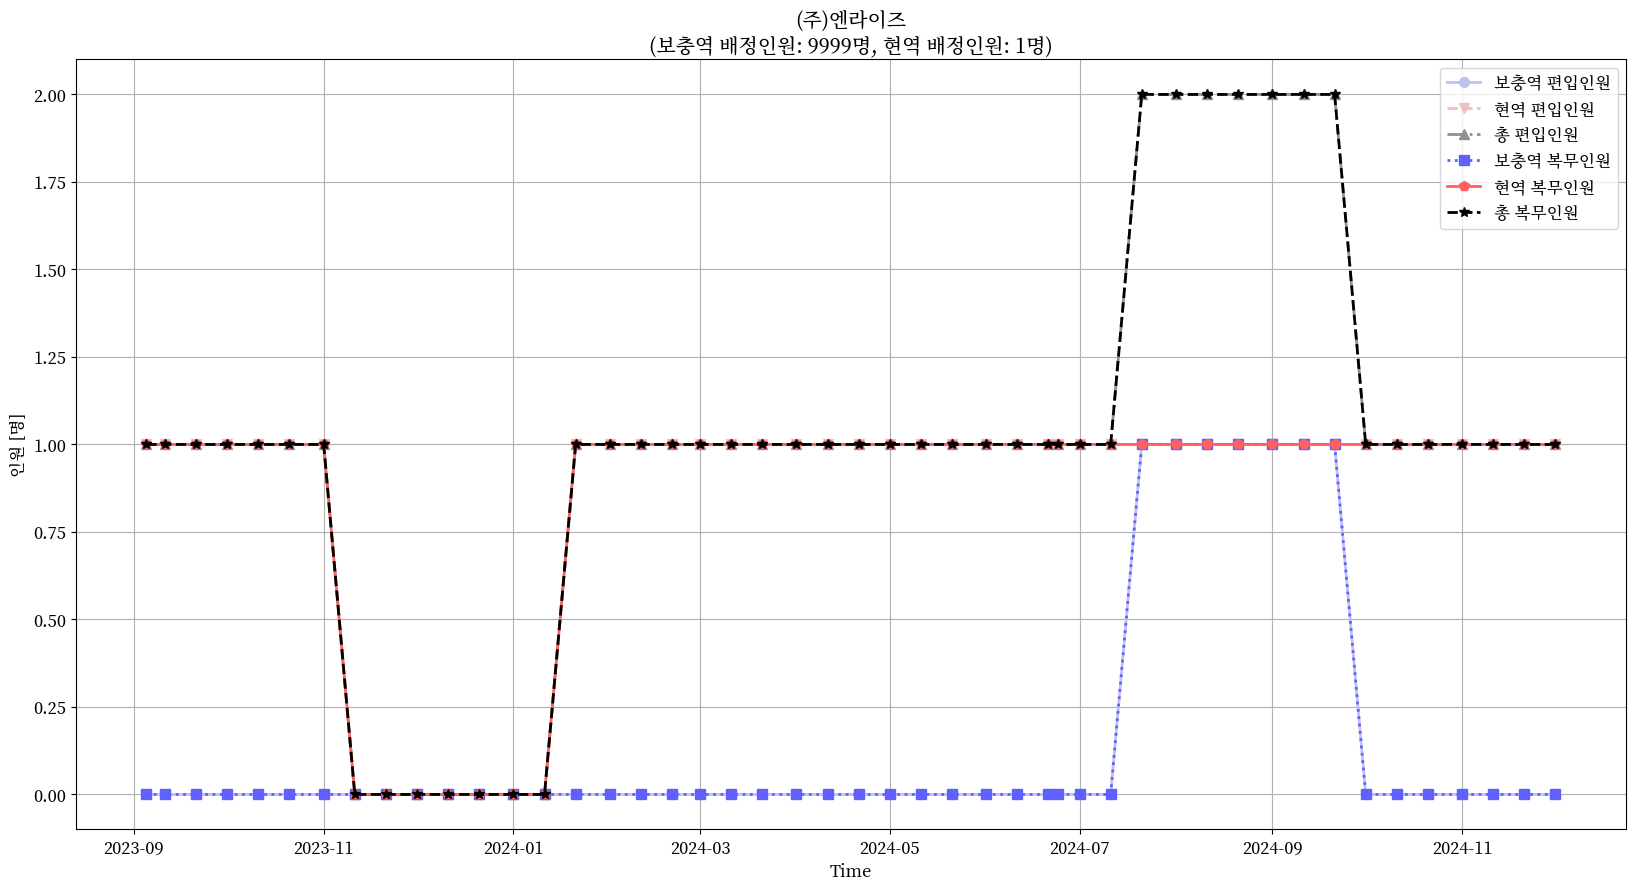 (주)엔라이즈
(보충역 배정인원: 9999명, 현역 배정인원: 1명)
보충역 편입인원
현역 편입인원
총 편입인원
보충역 복무인원
현역 복무인원
총 복무인원
인원 [명]
2.00
1.75
1.50
1.25
1.00
0.75
0.50
0.25
0.00
2023-09
2023-11
2024-01
2024-03
2024-05
2024-07
2024-09
2024-11
Time